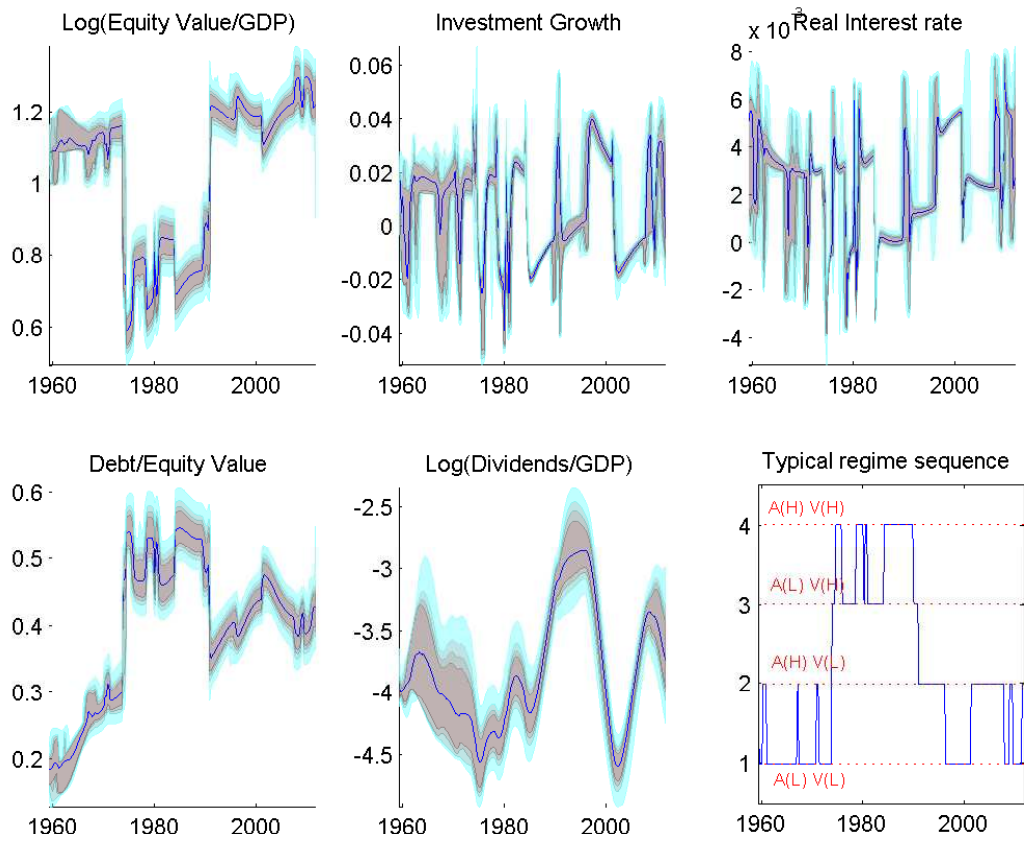 Log(Equity Value/GDP)
Investment Growth
x 10³
Real Interest rate
1.2
1
0.8
0.6
1960 1980 2000
0.06
0.04
0.02
0
-0.02
-0.04
1960 1980 2000
8
6
4
2
0
-2
-4
1960 1980 2000
Debt/Equity Value
Log(Dividends/GDP)
Typical regime sequence
0.6
0.5
0.4
0.3
0.2
1960 1980 2000
-2.5
-3
-3.5
-4
-4.5
1960 1980 2000
A(H) V(H)
4
A(L) V(H)
3
A(H) V(L)
2
1
A(L) V(L)
1960 1980 2000